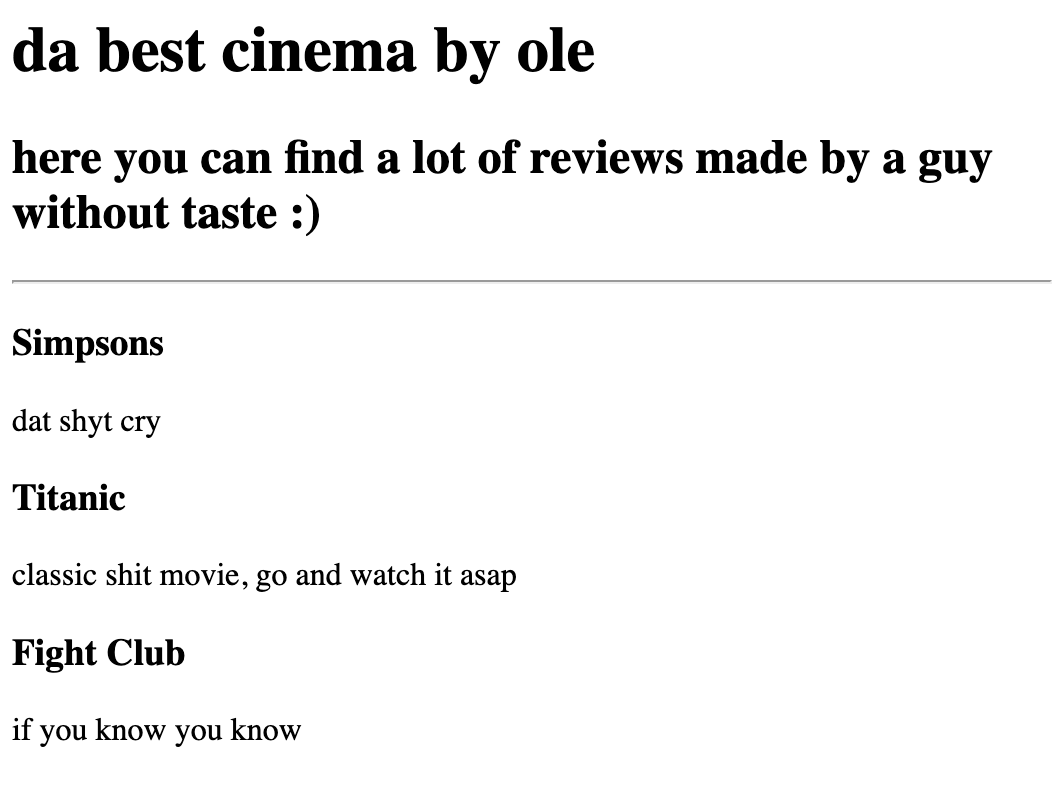 da best cinema by ole
here you can find a lot of reviews made by a guy
without taste :)
Simpsons
dat shyt cry
Titanic
classic shit movie, go and watch it asap
Fight Club
if you know you know